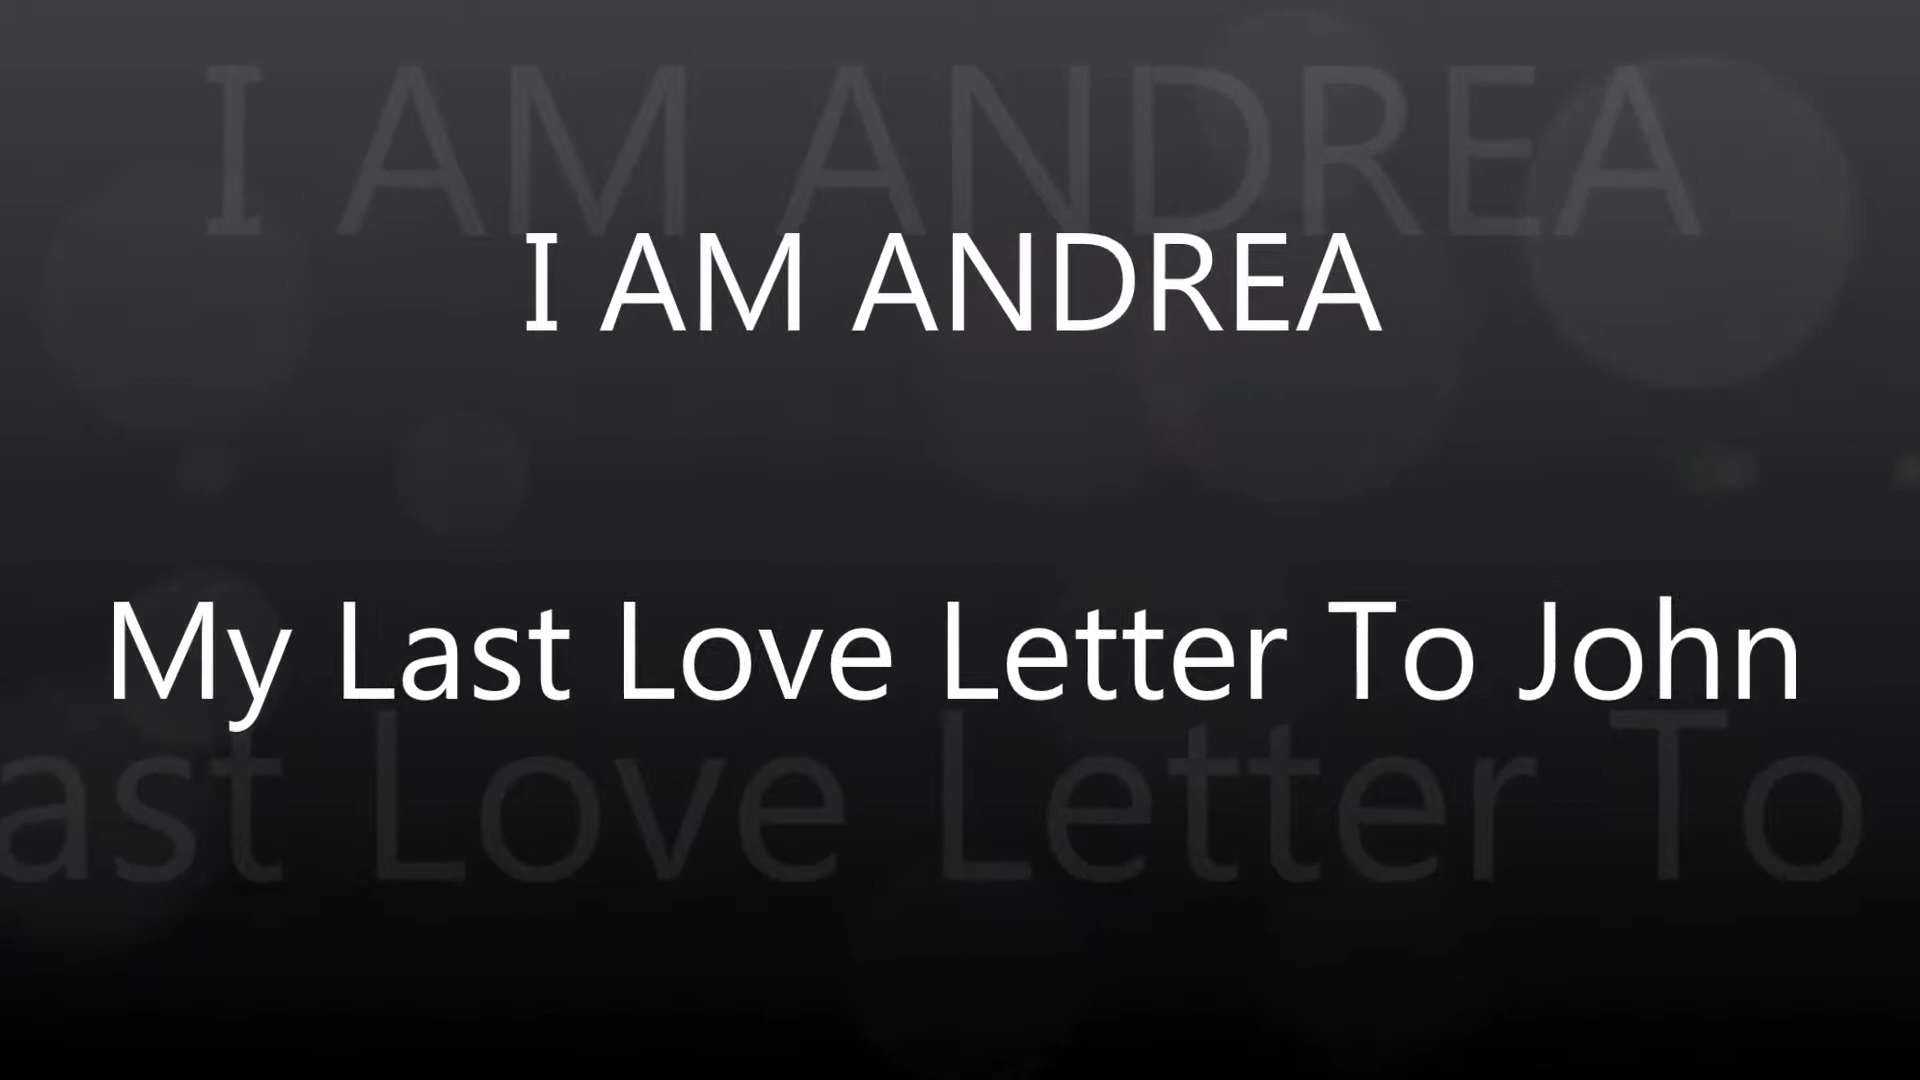 I AM ANDREA
I AM ANDREA
My Last Love Letter To John
ast Love Letter To